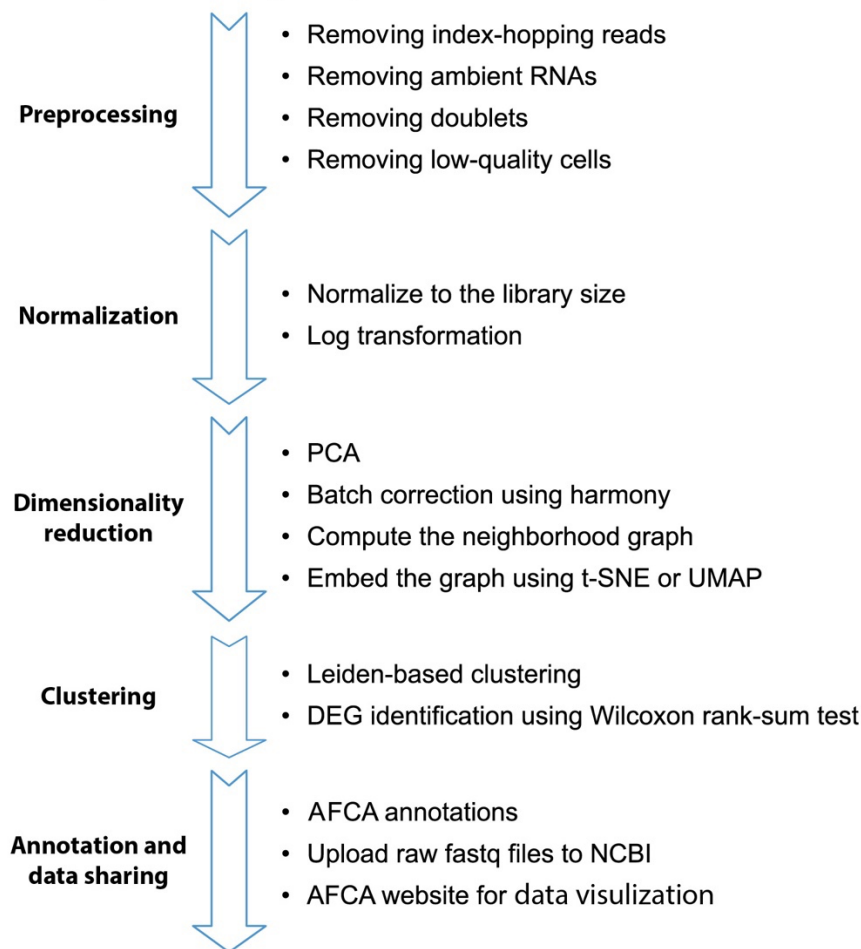 Preprocessing
• Removing index-hopping reads
• Removing ambient RNAs
• Removing doublets
• Removing low-quality cells
Normalization
• Normalize to the library size
• Log transformation
Dimensionality
reduction
• PCA
• Batch correction using harmony
• Compute the neighborhood graph
• Embed the graph using t-SNE or UMAP
Clustering
• Leiden-based clustering
• DEG identification using Wilcoxon rank-sum test
Annotation and
data sharing
• AFCA annotations
• Upload raw fastq files to NCBI
• AFCA website for data visulization